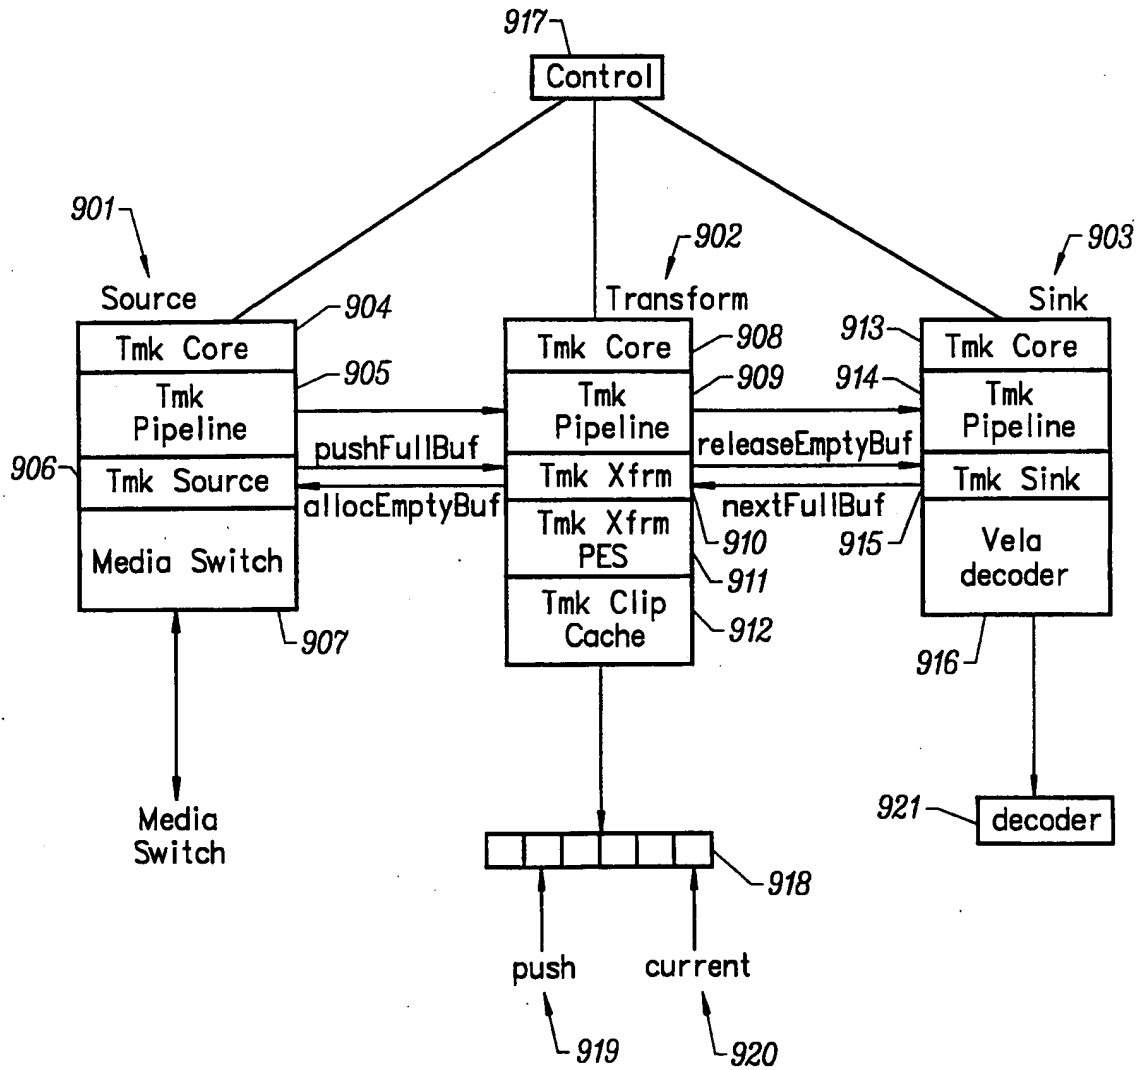 917
Control
901
902
903
Source
Transform
Sink
904
908
913
Tmk Core
Tmk Core
Tmk Core
905
909
914
Tmk
Pipeline
Tmk
Pipeline
Tmk
Pipeline
pushFullBuf
releaseEmptyBuf
906
Tmk Source
Tmk Xfrm
Tmk Sink
allocEmptyBuf
nextFullBuf
910
915
Media Switch
Tmk Xfrm
PES
Vela
decoder
911
Tmk Clip
Cache
912
907
916
Media
Switch
921
decoder
918
push
current
919
920